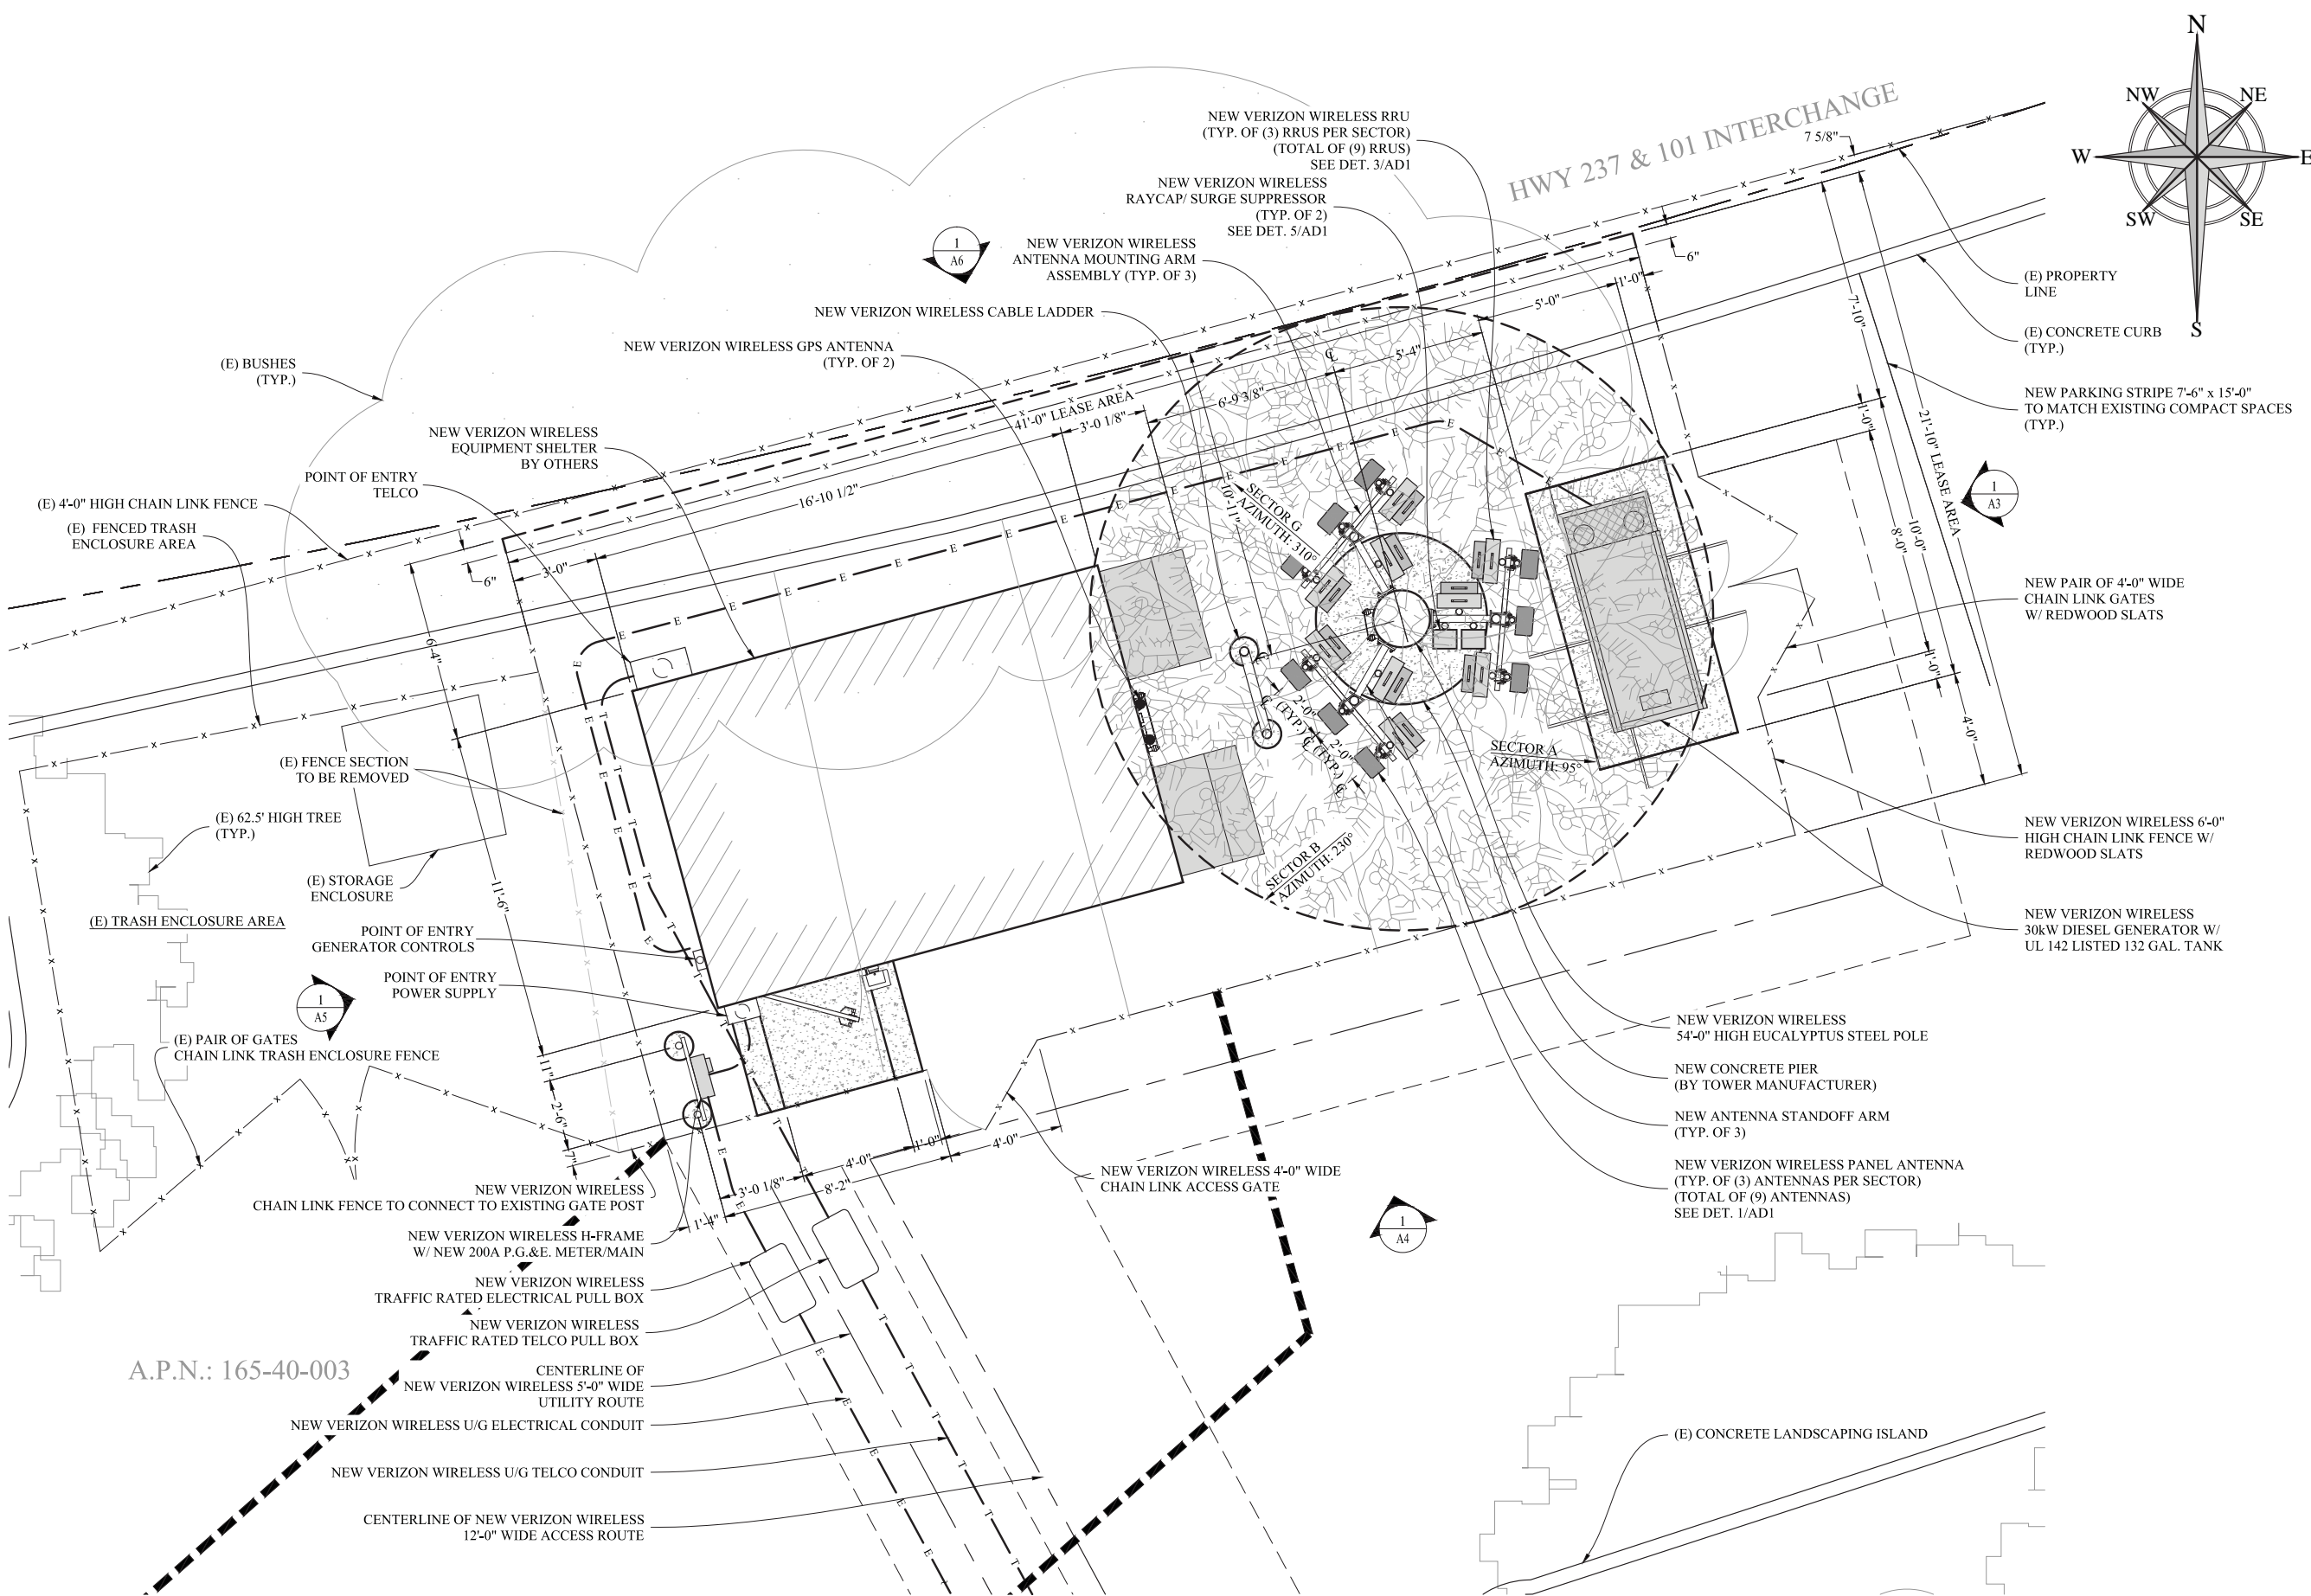 N
NW
NE
W
E
SW
SE
S
HWY 237 & 101 INTERCHANGE
7 5/8"
NEW VERIZON WIRELESS RRU
(TYP. OF (3) RRUS PER SECTOR)
(TOTAL OF (9) RRUS)
SEE DET. 3/AD1
NEW VERIZON WIRELESS
RAYCAP/ SURGE SUPPRESSOR
(TYP. OF 2)
SEE DET. 5/AD1
1
A6
NEW VERIZON WIRELESS
ANTENNA MOUNTING ARM
ASSEMBLY (TYP. OF 3)
NEW VERIZON WIRELESS CABLE LADDER
NEW VERIZON WIRELESS GPS ANTENNA
(TYP. OF 2)
(E) BUSHES
(TYP.)
NEW VERIZON WIRELESS
EQUIPMENT SHELTER
BY OTHERS
POINT OF ENTRY
TELCO
(E) 4'-0" HIGH CHAIN LINK FENCE
(E) FENCED TRASH
ENCLOSURE AREA
(E) PROPERTY
LINE
(E) CONCRETE CURB
(TYP.)
NEW PARKING STRIPE 7'-6" x 15'-0"
TO MATCH EXISTING COMPACT SPACES
(TYP.)
1
A3
NEW PAIR OF 4'-0" WIDE
CHAIN LINK GATES
W/ REDWOOD SLATS
6"
1'-0"
5'-0"
5'-4"
6'-9 3/8"
41'-0" LEASE AREA
3'-0 1/8"
16'-10 1/2"
3'-0"
6"
7'-10"
1'-0"
21'-10" LEASE AREA
10'-0"
8'-0"
1'-0"
4'-0"
10'-11"
SECTOR G
AZIMUTH: 310°
2'-0"
(TYP.)
2'-0"
(TYP.)
SECTOR A
AZIMUTH: 95°
SECTOR B
AZIMUTH: 230°
6'-4"
11'-6"
11"
2'-6"
7"
(E) FENCE SECTION
TO BE REMOVED
(E) 62.5' HIGH TREE
(TYP.)
(E) STORAGE
ENCLOSURE
(E) TRASH ENCLOSURE AREA
POINT OF ENTRY
GENERATOR CONTROLS
POINT OF ENTRY
POWER SUPPLY
1
A5
(E) PAIR OF GATES
CHAIN LINK TRASH ENCLOSURE FENCE
NEW VERIZON WIRELESS 6'-0"
HIGH CHAIN LINK FENCE W/
REDWOOD SLATS
NEW VERIZON WIRELESS
30kW DIESEL GENERATOR W/
UL 142 LISTED 132 GAL. TANK
NEW VERIZON WIRELESS
54'-0" HIGH EUCALYPTUS STEEL POLE
NEW CONCRETE PIER
(BY TOWER MANUFACTURER)
NEW ANTENNA STANDOFF ARM
(TYP. OF 3)
NEW VERIZON WIRELESS PANEL ANTENNA
(TYP. OF (3) ANTENNAS PER SECTOR)
(TOTAL OF (9) ANTENNAS)
SEE DET. 1/AD1
1'-0"
4'-0"
4'-0"
3'-0 1/8"
8'-2"
1'-4"
NEW VERIZON WIRELESS 4'-0" WIDE
CHAIN LINK ACCESS GATE
1
A4
NEW VERIZON WIRELESS
CHAIN LINK FENCE TO CONNECT TO EXISTING GATE POST
NEW VERIZON WIRELESS H-FRAME
W/ NEW 200A P.G.&E. METER/MAIN
NEW VERIZON WIRELESS
TRAFFIC RATED ELECTRICAL PULL BOX
NEW VERIZON WIRELESS
TRAFFIC RATED TELCO PULL BOX
A.P.N.: 165-40-003
CENTERLINE OF
NEW VERIZON WIRELESS 5'-0" WIDE
UTILITY ROUTE
NEW VERIZON WIRELESS U/G ELECTRICAL CONDUIT
NEW VERIZON WIRELESS U/G TELCO CONDUIT
CENTERLINE OF NEW VERIZON WIRELESS
12'-0" WIDE ACCESS ROUTE
(E) CONCRETE LANDSCAPING ISLAND